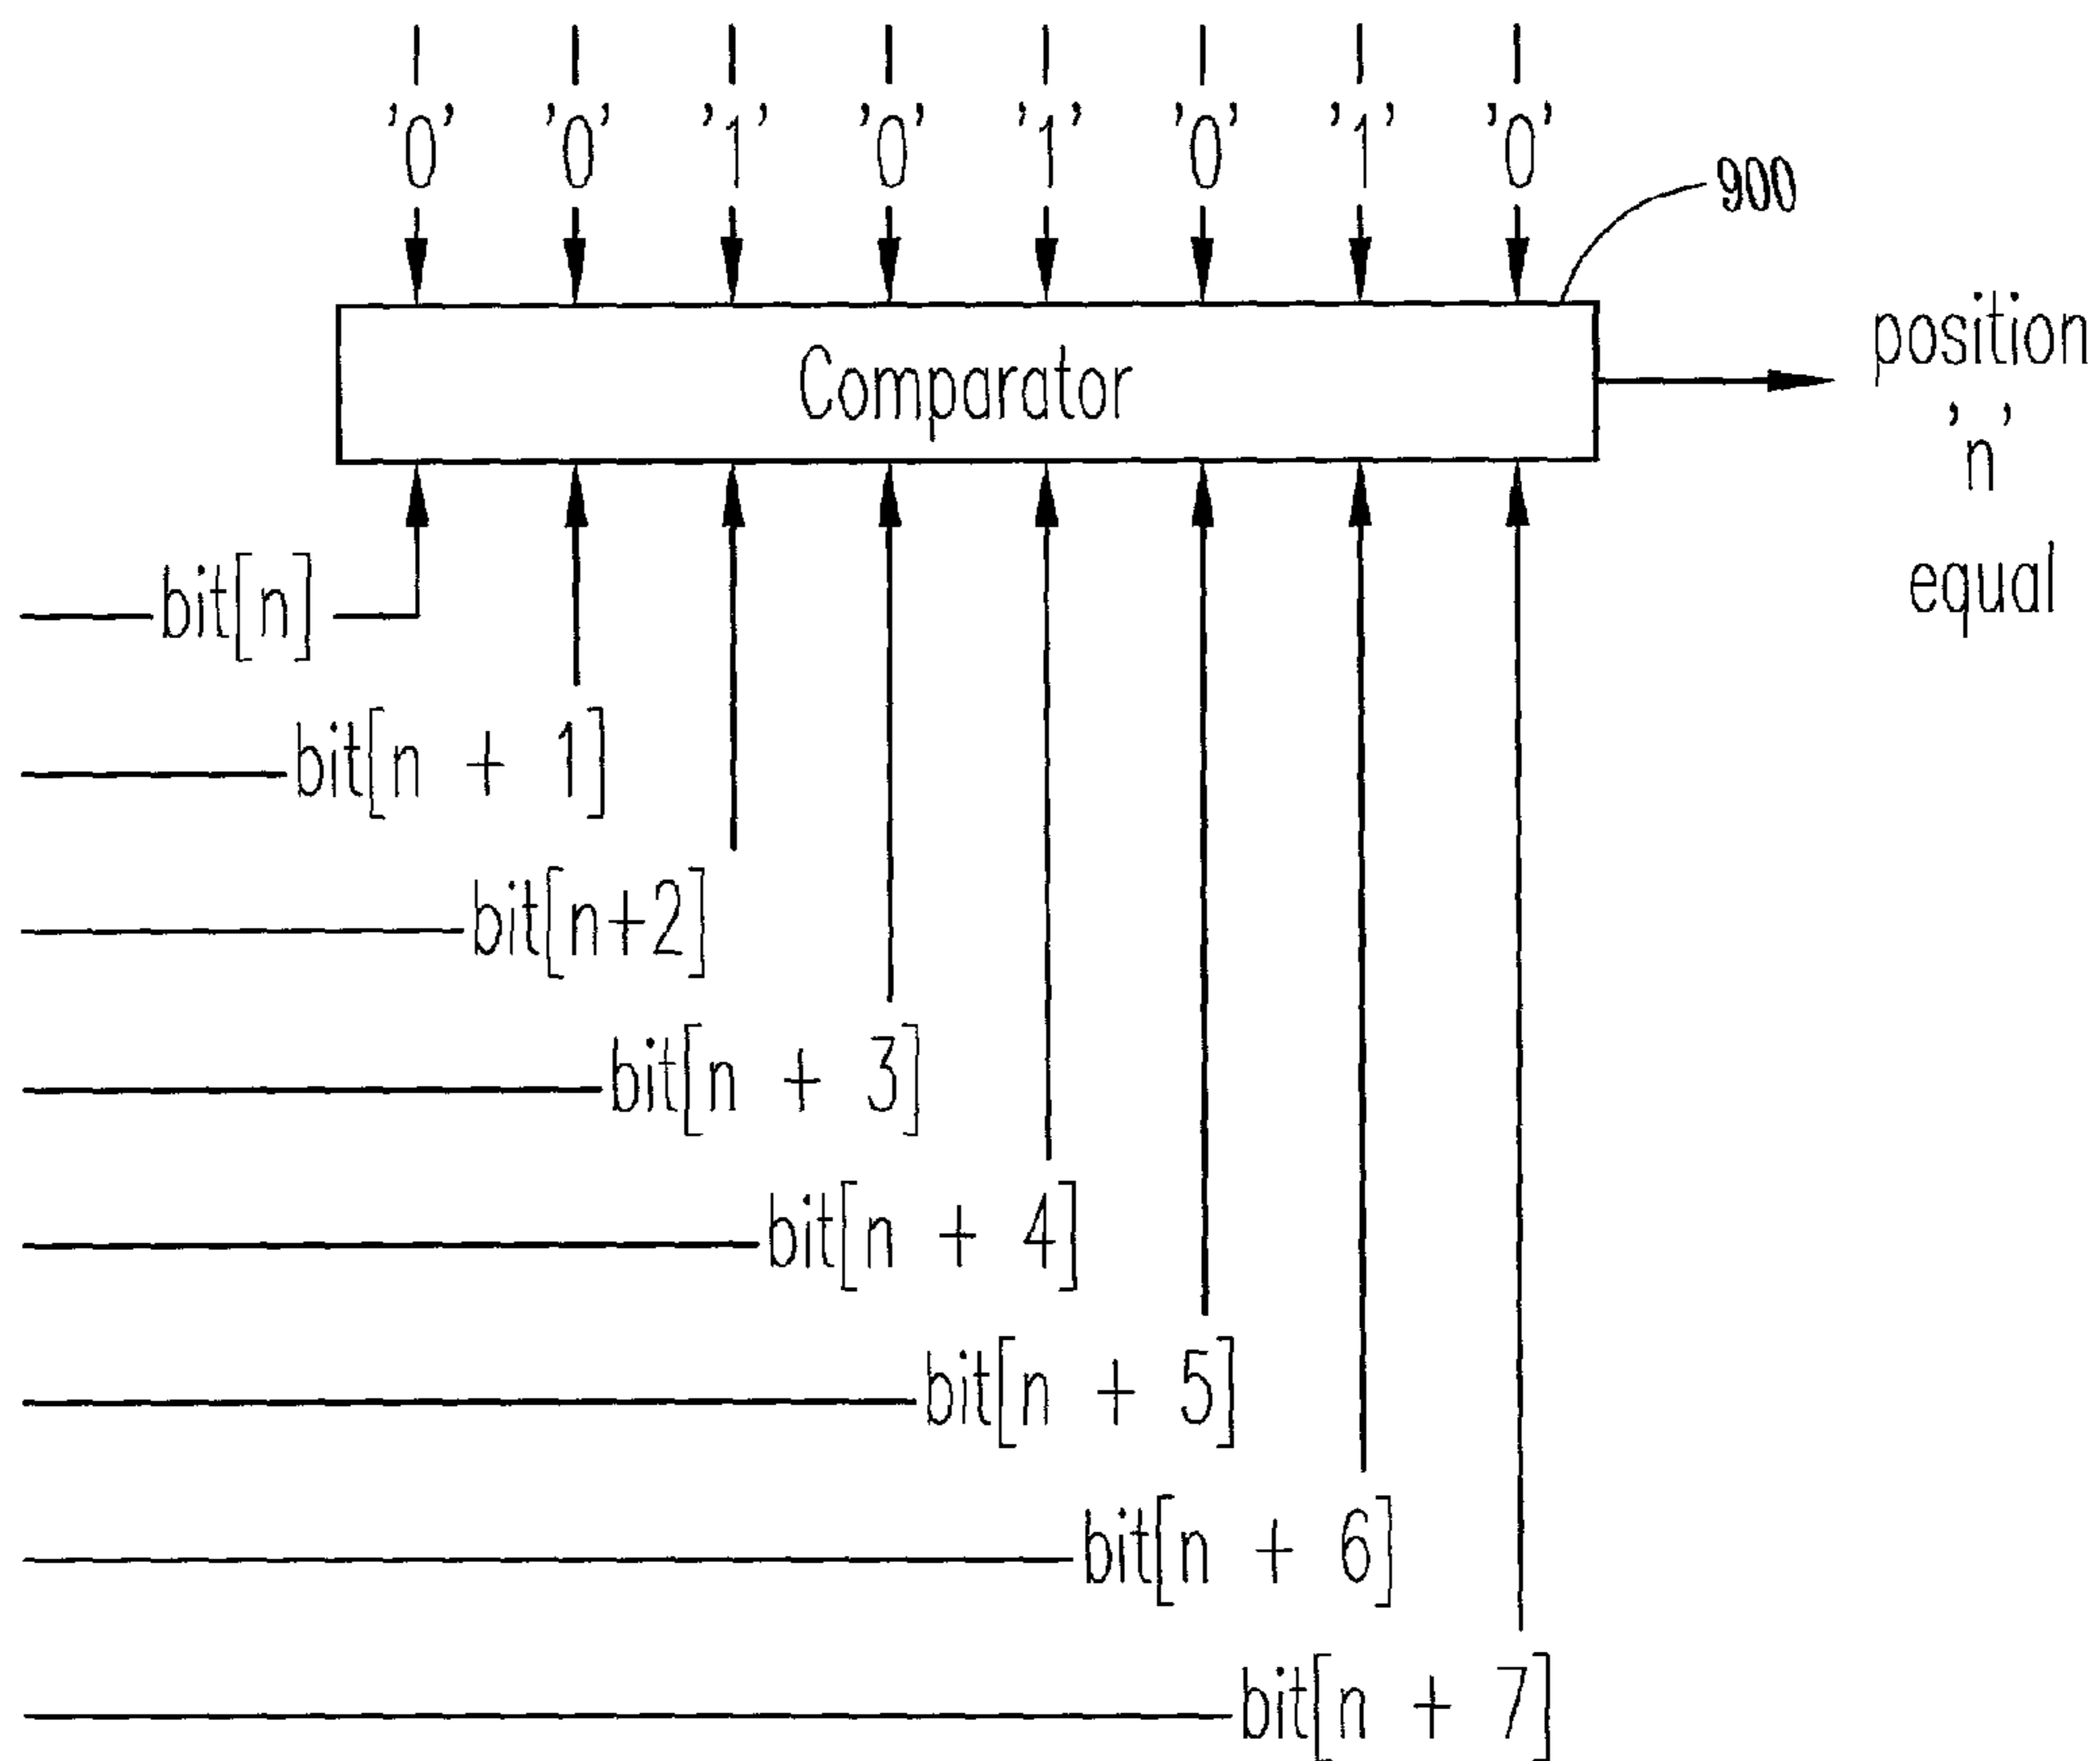 '0' '0' '1' '0' '1' '0' '1' '0'
900
Comparator
position
'n'
equal
bit[n]
bit[n + 1]
bit[n+2]
bit[n + 3]
bit[n + 4]
bit[n + 5]
bit[n + 6]
bit[n + 7]